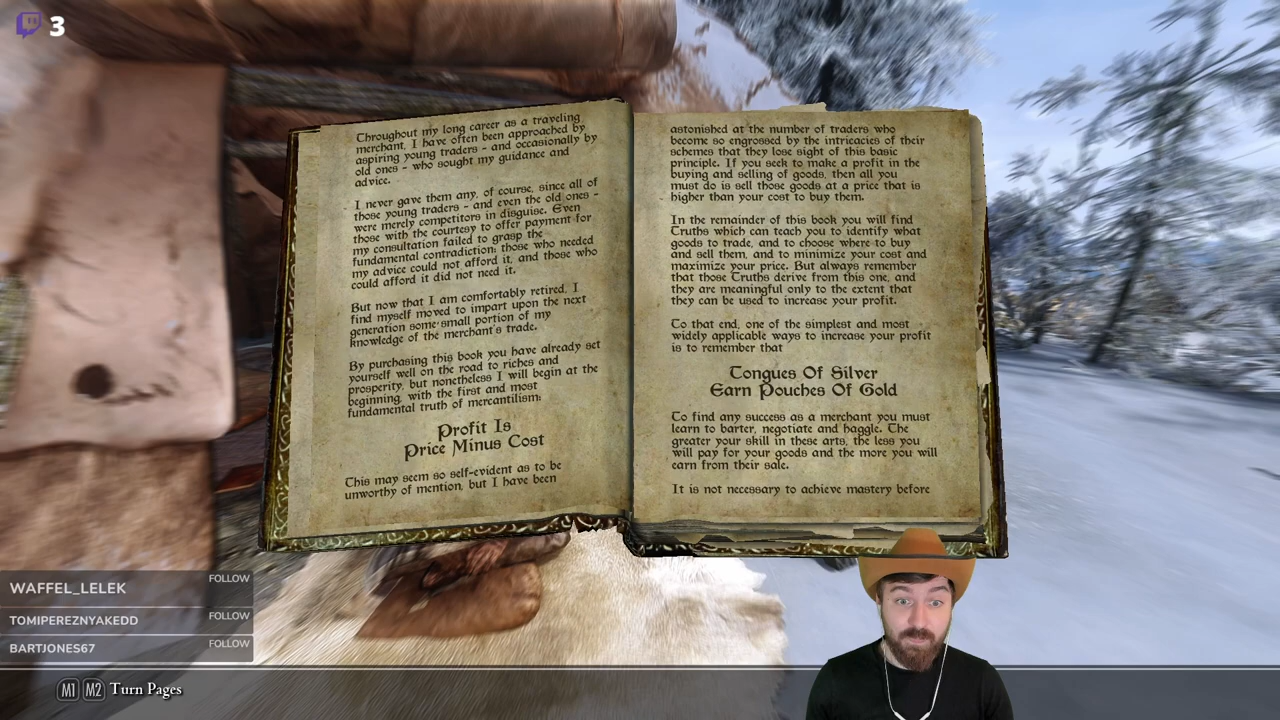 3
Throughout my long career as a traveling
merchant, I have often been approached by
aspiring young traders - and occasionally by
old ones - who sought my guidance and
advice.
I never gave them any, of course, since all of
those young traders - and even the old ones -
were merely competitors in disguise. Even
those with the courtesy to offer payment for
my consultation failed to grasp the
fundamental contradiction: those who needed
my advice could not afford it, and those who
could afford it did not need it.
But now that I am comfortably retired, I
find myself moved to impart upon the next
generation some small portion of my
knowledge of the merchant's trade.
By purchasing this book you have already set
yourself well on the road to riches and
prosperity, but nonetheless I will begin at the
beginning, with the first and most
fundamental truth of mercantilism:
Profit Is
Price Minus Cost
This may seem so self-evident as to be
unworthy of mention, but I have been
astonished at the number of traders who
become so engrossed by the intricacies of their
schemes that they lose sight of this basic
principle. If you seek to make a profit in the
buying and selling of goods, then all you
must do is sell those goods at a price that is
higher than your cost to buy them.
In the remainder of this book you will find
Truths which can teach you to identify what
goods to trade, and to choose where to buy
and sell them, and to minimize your cost and
maximize your price. But always remember
that those Truths derive from this one, and
they are meaningful only to the extent that
they can be used to increase your profit.
To that end, one of the simplest and most
widely applicable ways to increase your profit
is to remember that
Tongues Of Silver
Earn Pouches Of Gold
To find any success as a merchant you must
learn to barter, negotiate and haggle. The
greater your skill in these arts, the less you
will pay for your goods and the more you will
earn from their sale.
It is not necessary to achieve mastery before
WAFFEL_LELEK FOLLOW
TOMIPEREZNYAKEDD FOLLOW
BARTJONES67 FOLLOW
M1 M2 Turn Pages